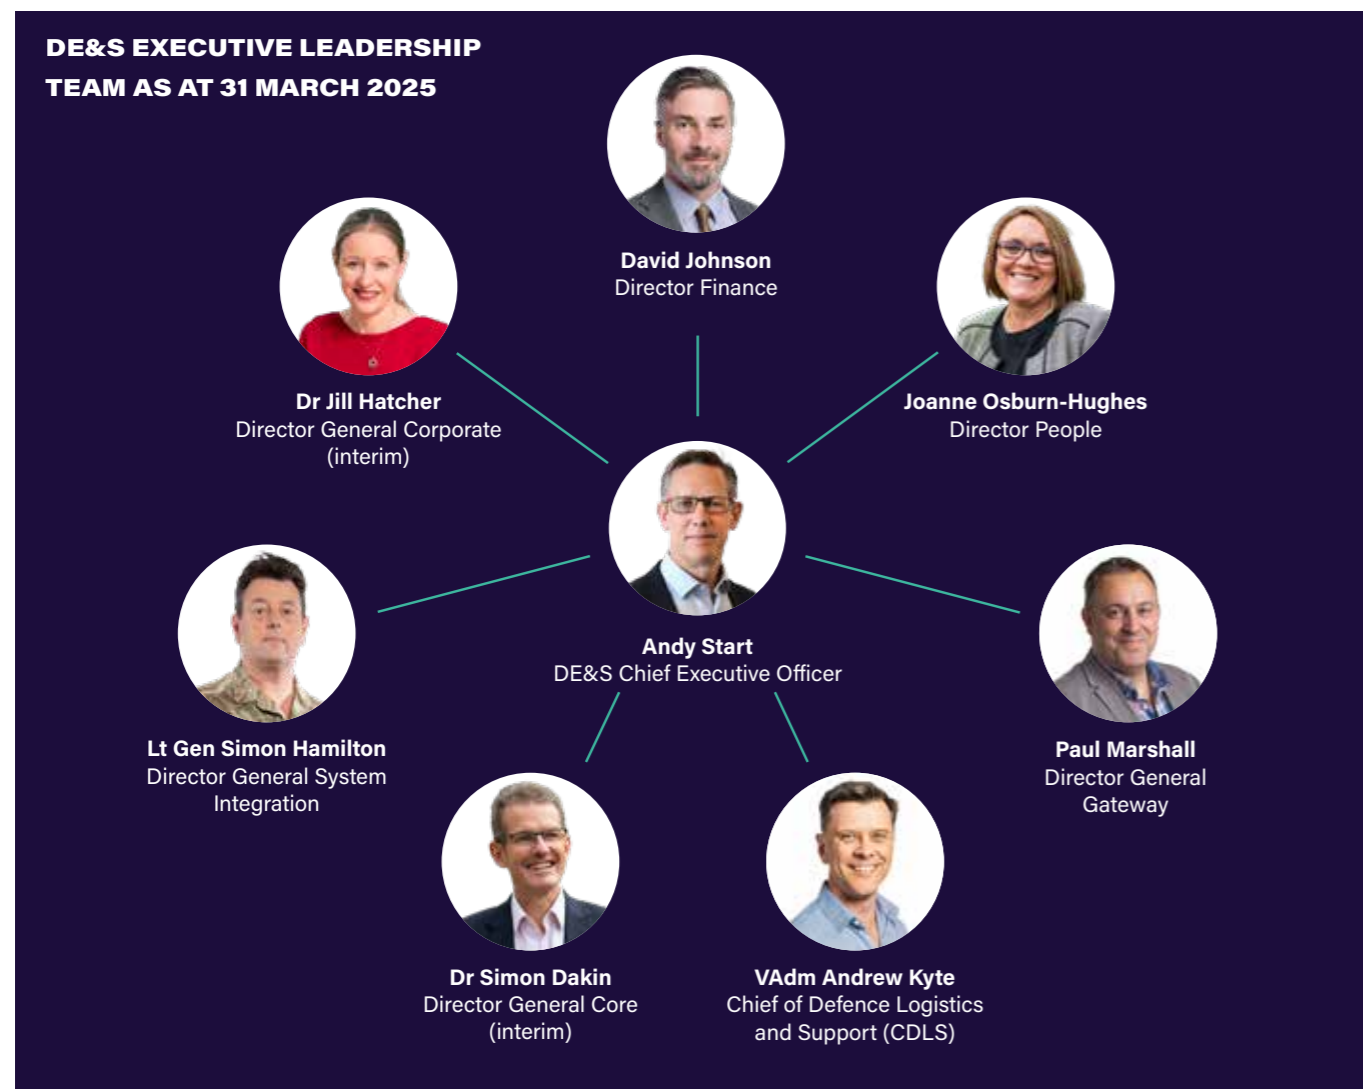 DE&S EXECUTIVE LEADERSHIP
TEAM AS AT 31 MARCH 2025
David Johnson
Director Finance
Dr Jill Hatcher
Director General Corporate
(interim)
Joanne Osburn-Hughes
Director People
Andy Start
DE&S Chief Executive Officer
Lt Gen Simon Hamilton
Director General System
Integration
Paul Marshall
Director General
Gateway
Dr Simon Dakin
Director General Core
(interim)
VAdm Andrew Kyte
Chief of Defence Logistics
and Support (CDLS)